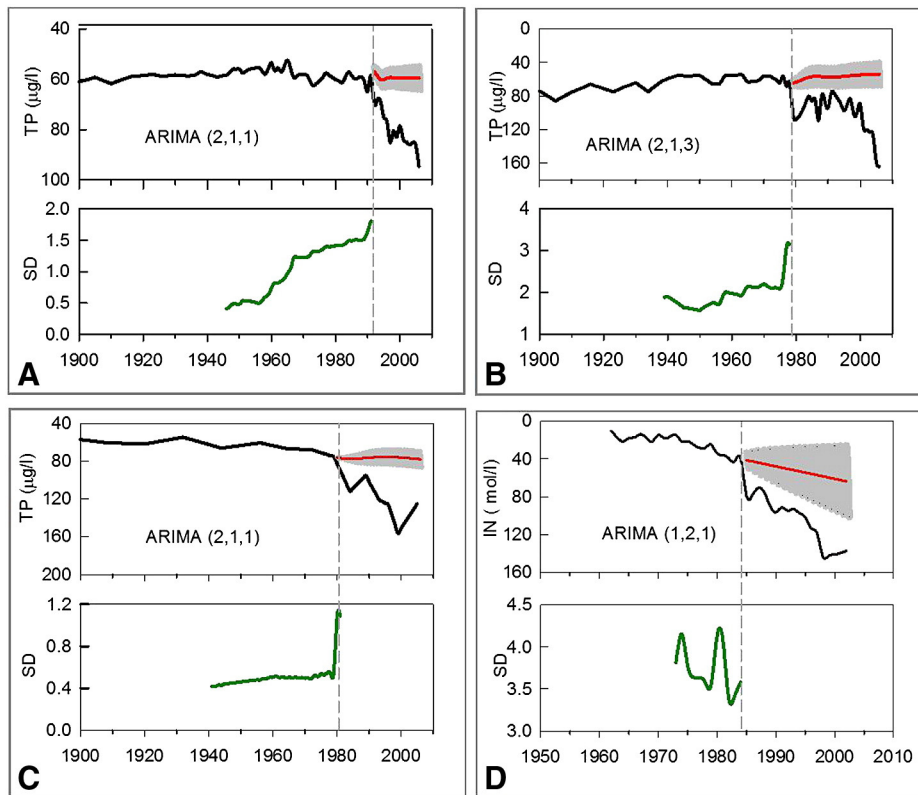 40
60
80
100
TP (µg/l)
ARIMA (2,1,1)
2.0
1.5
1.0
0.5
0.0
SD
1900 1920 1940 1960 1980 2000
A
0
40
80
120
160
TP (µg/l)
ARIMA (2,1,3)
4
3
2
1
SD
1900 1920 1940 1960 1980 2000
B
40
80
120
160
200
TP (µg/l)
ARIMA (2,1,1)
1.2
0.8
0.4
0.0
SD
1900 1920 1940 1960 1980 2000
C
0
40
80
120
160
IN ( mol/l)
ARIMA (1,2,1)
4.5
4.0
3.5
3.0
SD
1950 1960 1970 1980 1990 2000 2010
D